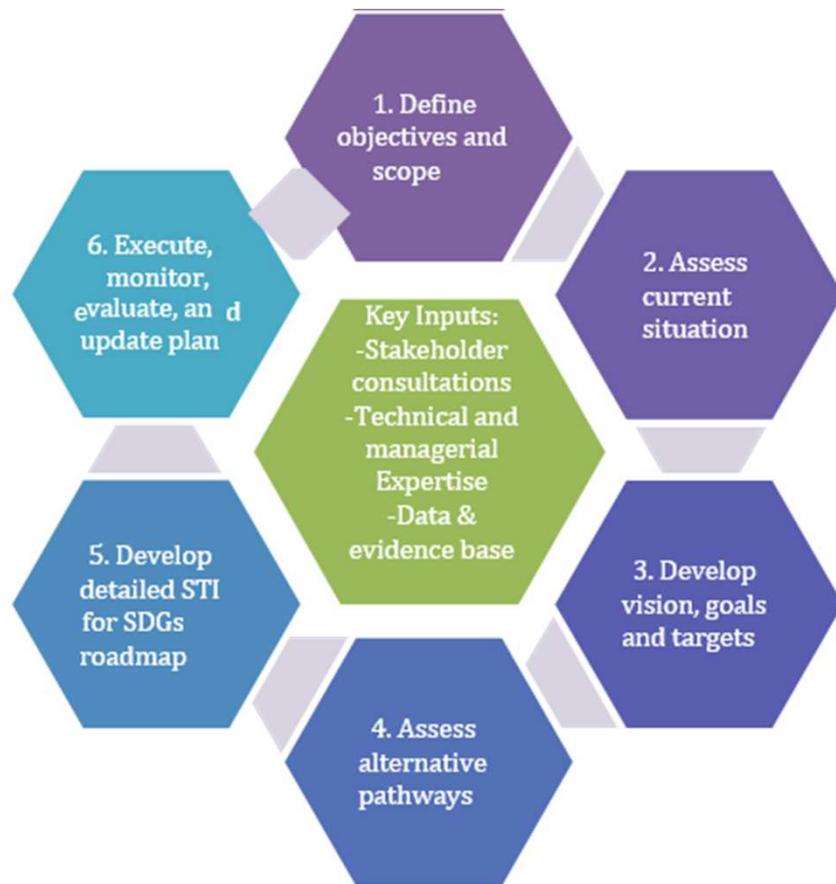 1. Define
objectives and
scope
2. Assess
current
situation
3. Develop
vision, goals
and targets
4. Assess
alternative
pathways
5. Develop
detailed STI
for SDGs
roadmap
6. Execute,
monitor,
evaluate, an d
update plan
Key Inputs:
-Stakeholder
consultations
-Technical and
managerial
Expertise
-Data &
evidence base